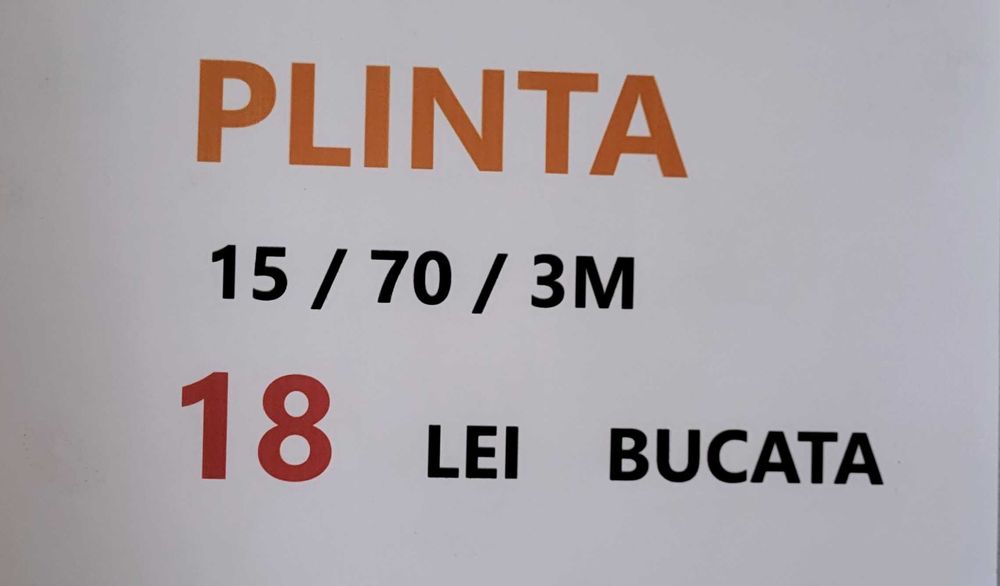 PLINTA
15 / 70 / 3M
18 LEI BUCATA